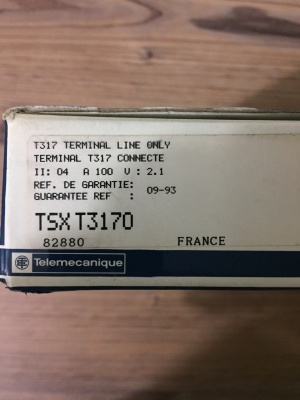 T317 TERMINAL LINE ONLY
TERMINAL T317 CONNECTE
II: 04 A 100 V : 2.1
REF. DE GARANTIE:
GUARANTEE REF : 09-93
TSX T3170
82880 FRANCE
Telemecanique